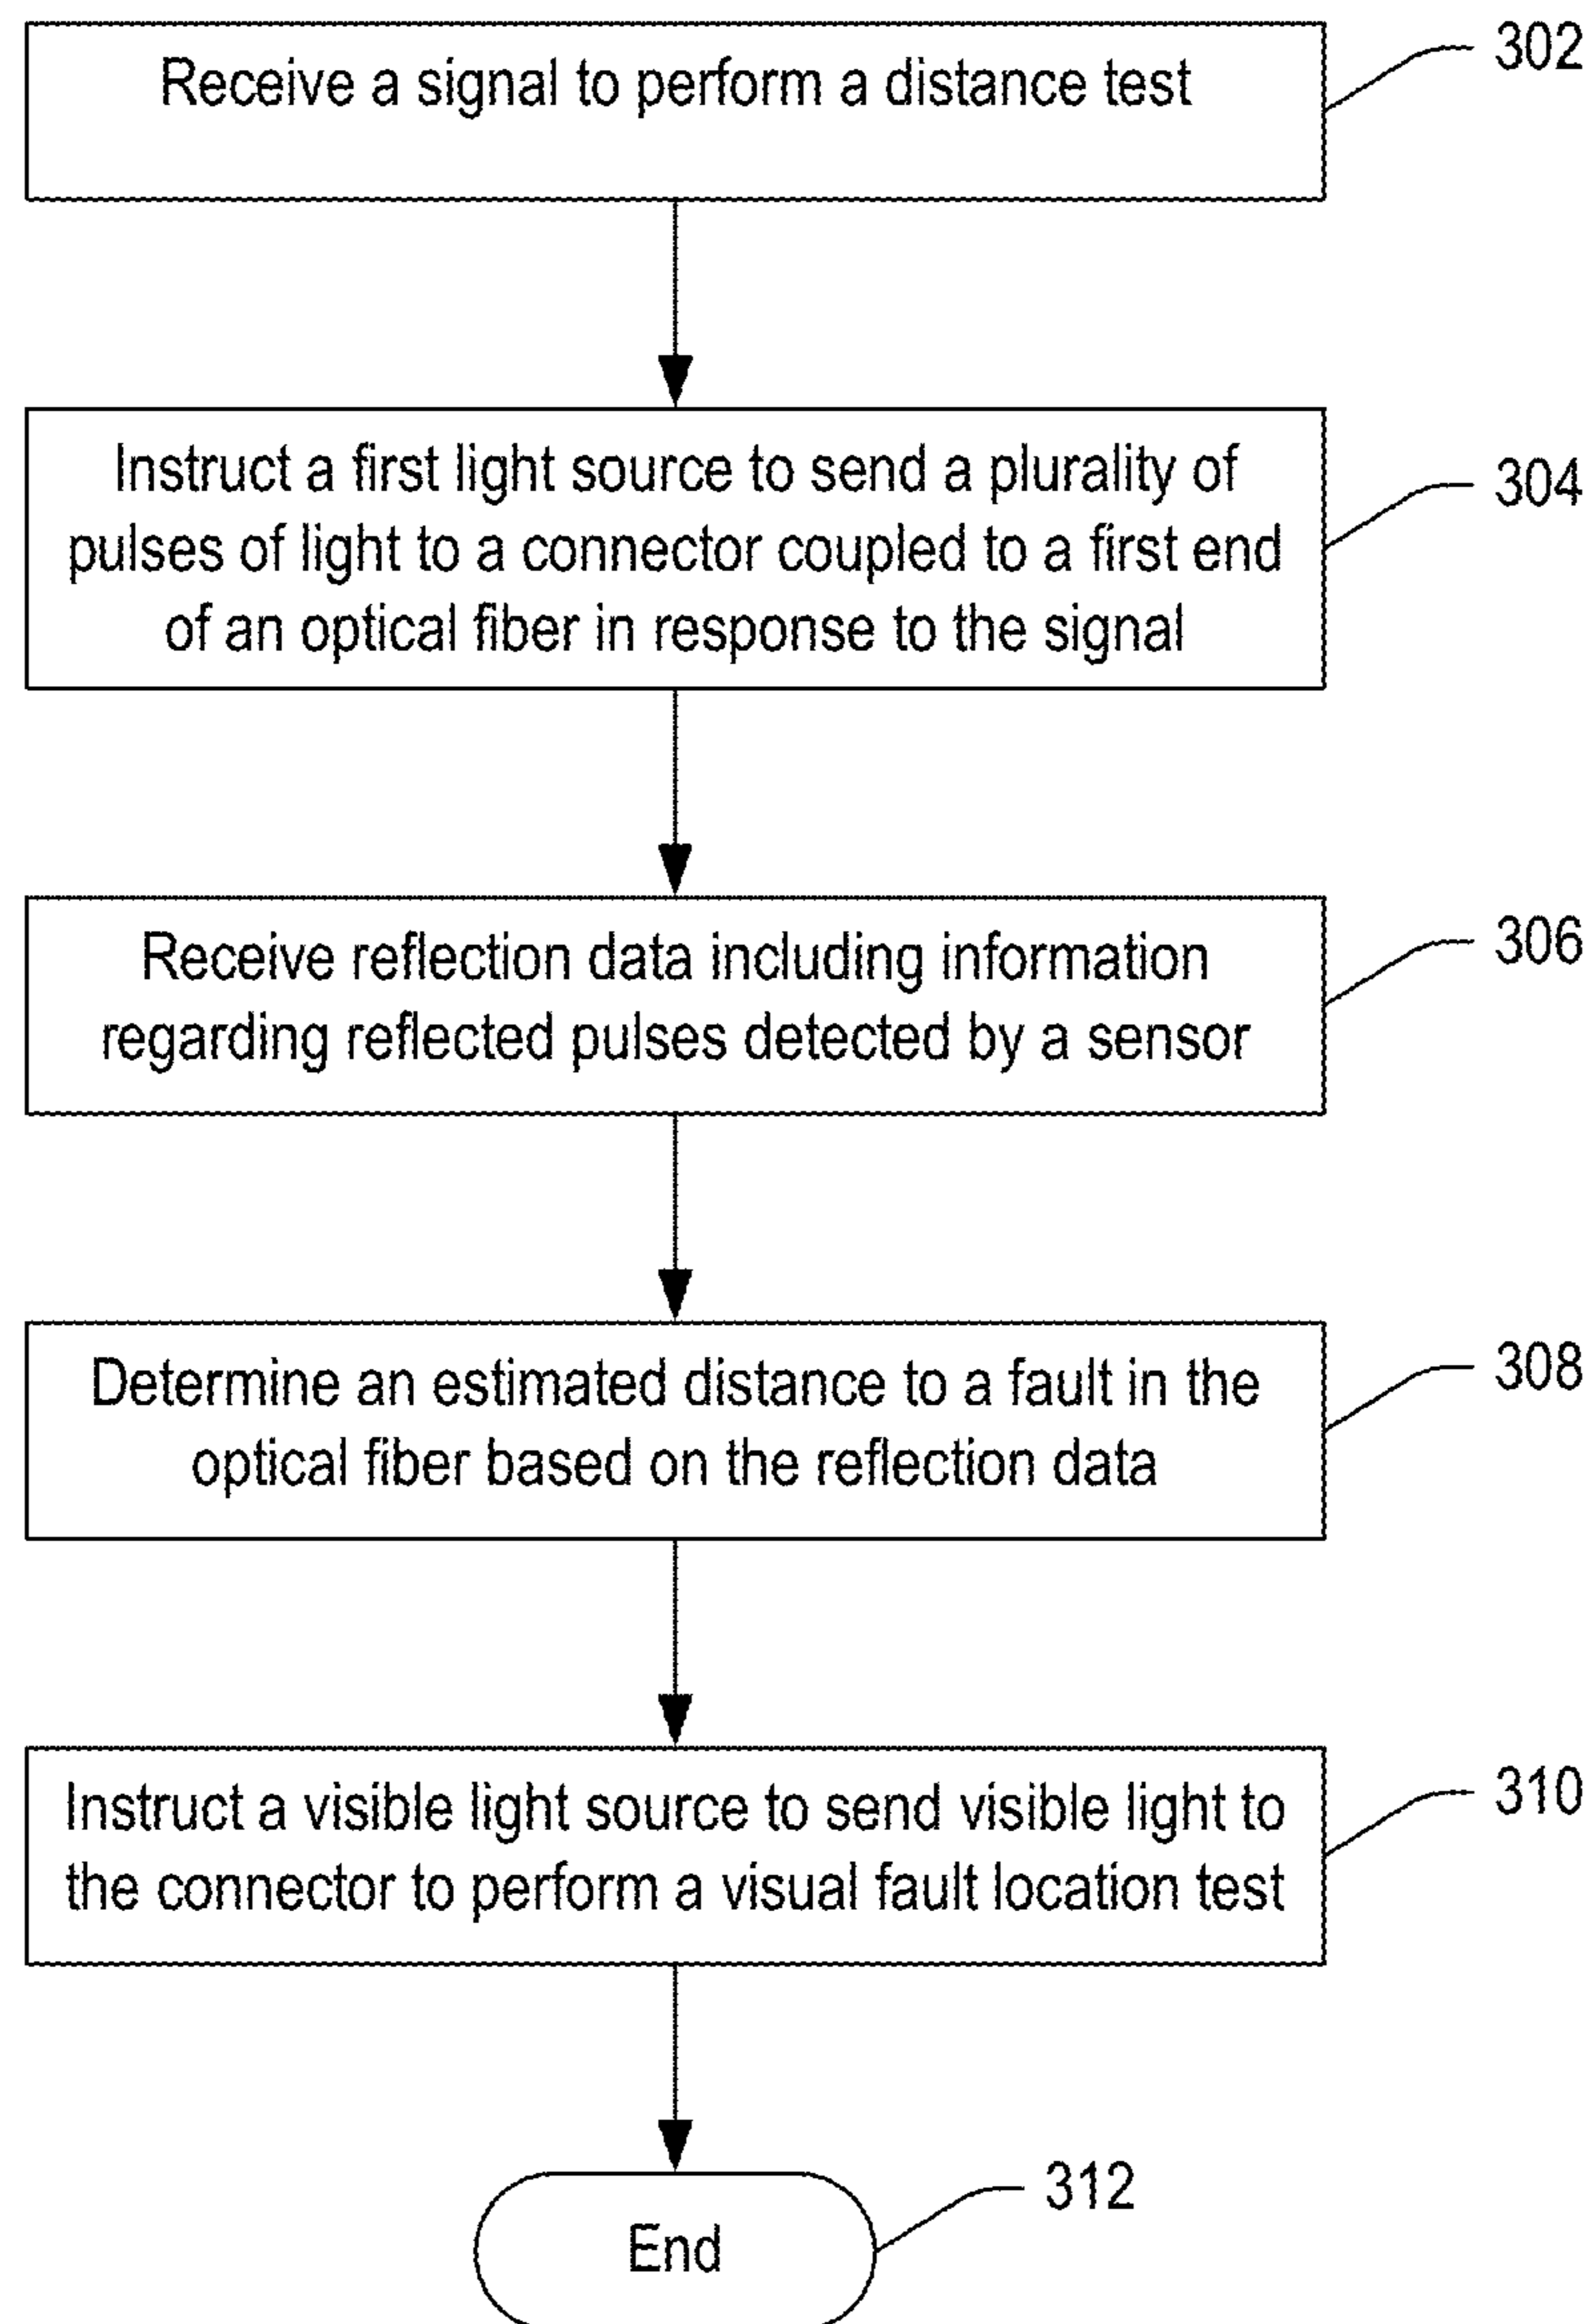 Receive a signal to perform a distance test
302
Instruct a first light source to send a plurality of
pulses of light to a connector coupled to a first end
of an optical fiber in response to the signal
304
Receive reflection data including information
regarding reflected pulses detected by a sensor
306
Determine an estimated distance to a fault in the
optical fiber based on the reflection data
308
Instruct a visible light source to send visible light to
the connector to perform a visual fault location test
310
End
312